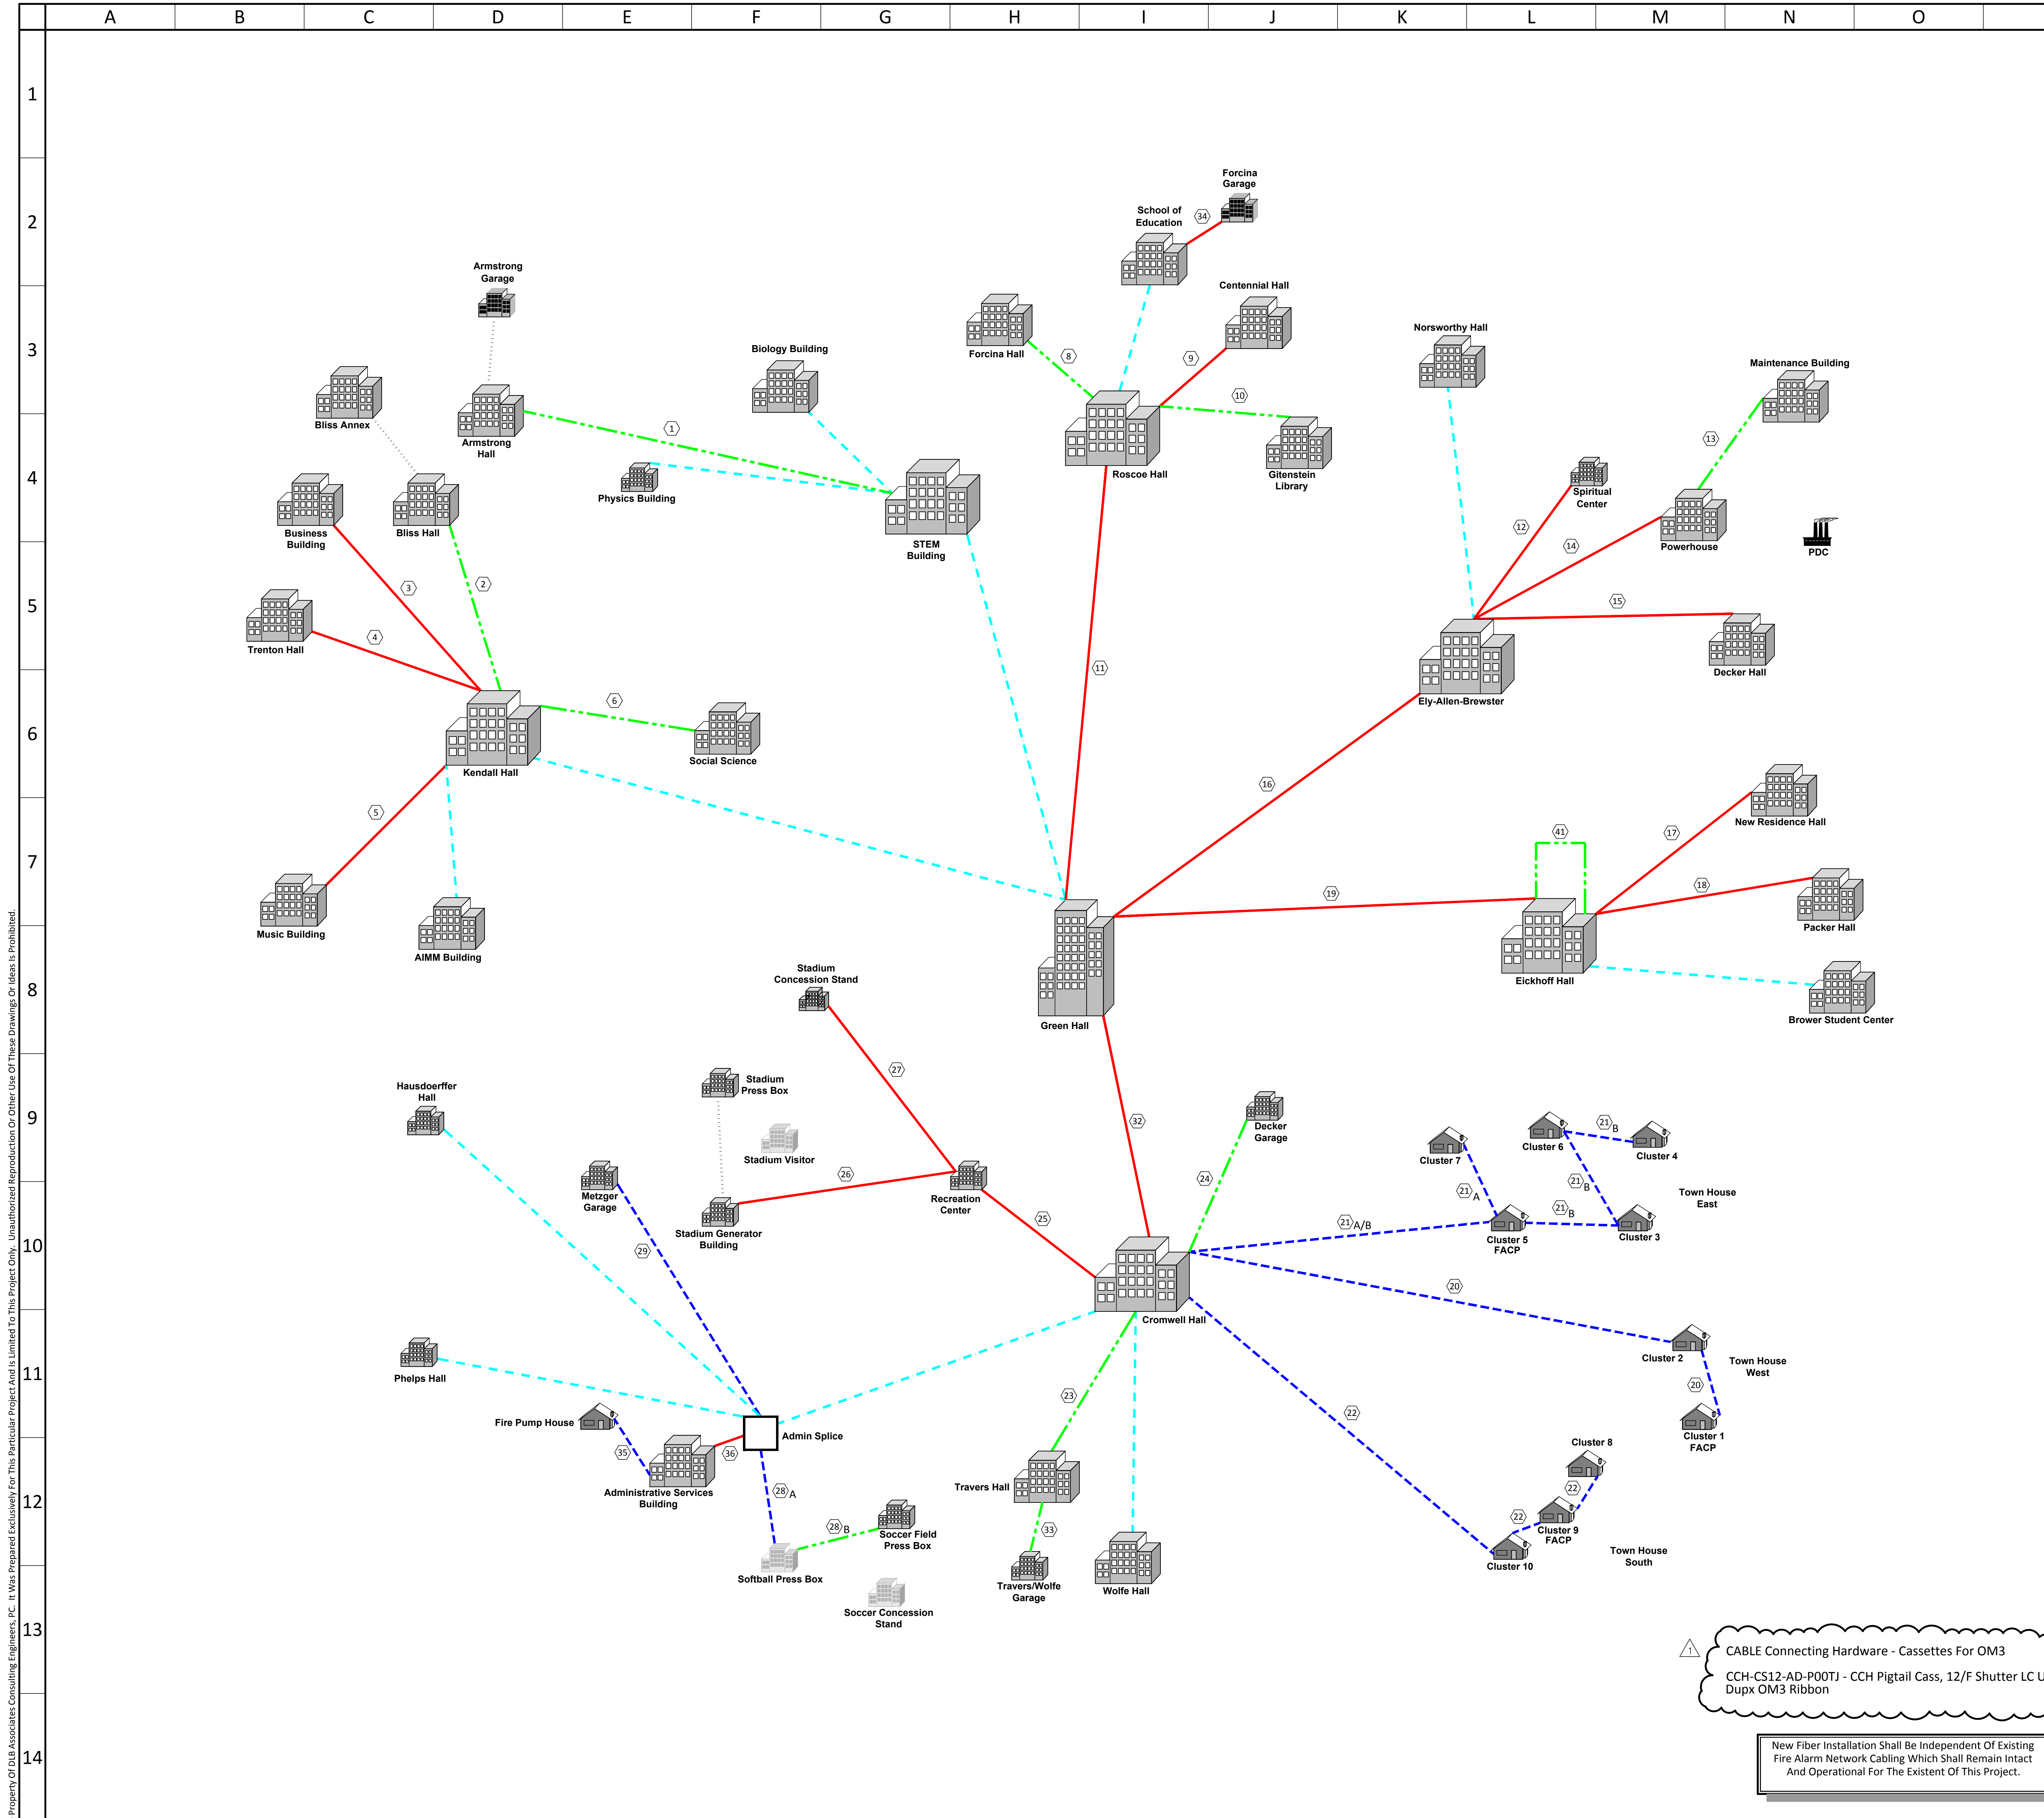 A B C D E F G H I J K L M N O
1
2
3
4
5
6
7
8
9
10
11
12
13
14
Property Of DLB Associates Consulting Engineers, PC. It Was Prepared Exclusively For This Particular Project And Is Limited To This Project Only. Unauthorized Reproduction Or Other Use Of These Drawings Or Ideas Is Prohibited.
Forcina
Garage
School of
Education
34
Armstrong
Garage
Centennial Hall
Forcina Hall
8
9
10
Norsworthy Hall
Biology Building
Maintenance Building
Bliss Annex
Armstrong
Hall
1
Roscoe Hall
Gitenstein
Library
13
Physics Building
Spiritual
Center
Business
Building
Bliss Hall
STEM
Building
12
14
Powerhouse
PDC
3
2
15
Trenton Hall
4
11
Decker Hall
6
Ely-Allen-Brewster
Social Science
Kendall Hall
16
5
New Residence Hall
41
17
18
19
Music Building
AIMM Building
Packer Hall
Stadium
Concession Stand
Eickhoff Hall
Green Hall
Brower Student Center
27
Stadium
Press Box
Hausdoerffer
Hall
32
Decker
Garage
21 B
Cluster 6
Cluster 4
Cluster 7
Stadium Visitor
26
24
21 A
21 B
Town House
East
Metzger
Garage
Recreation
Center
25
21 A/B
21 B
Stadium Generator
Building
Cluster 5
FACP
Cluster 3
29
20
Cromwell Hall
Cluster 2
Town House
West
Phelps Hall
20
23
22
Fire Pump House
Admin Splice
Cluster 1
FACP
35
36
Cluster 8
Administrative Services
Building
28 A
Travers Hall
22
28 B
Soccer Field
Press Box
33
22
Cluster 9
FACP
Town House
South
Cluster 10
Softball Press Box
Travers/Wolfe
Garage
Wolfe Hall
Soccer Concession
Stand
1
CABLE Connecting Hardware - Cassettes For OM3
CCH-CS12-AD-P00TJ - CCH Pigtail Cass, 12/F Shutter LC U
Dupx OM3 Ribbon
New Fiber Installation Shall Be Independent Of Existing
Fire Alarm Network Cabling Which Shall Remain Intact
And Operational For The Existent Of This Project.